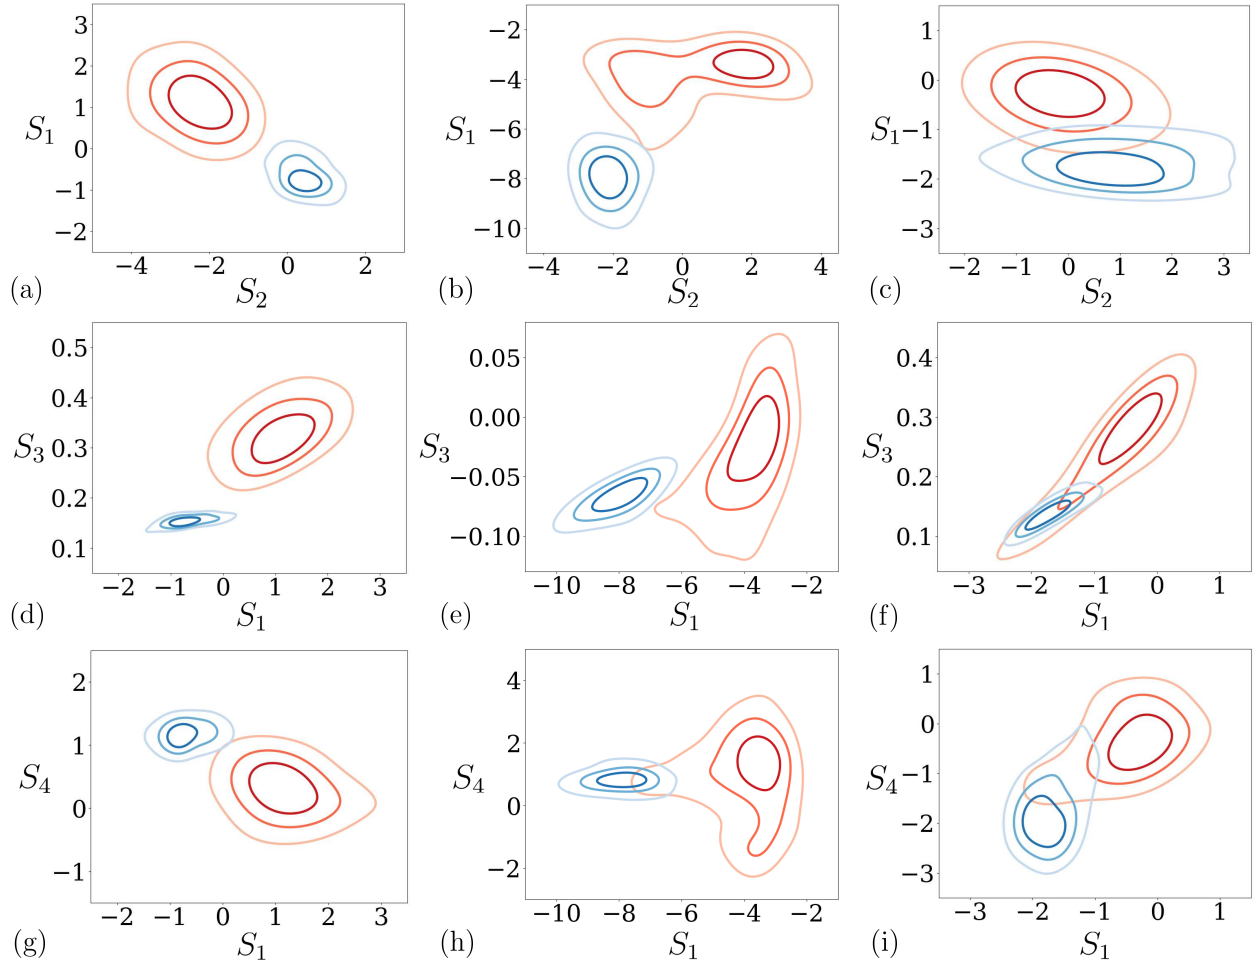 3
2
1
0
−1
−2
S1
−4 −2 0 2
(a) S2
−2
−4
−6
−8
−10
S1
−4 −2 0 2 4
(b) S2
1
0
−1
−2
−3
S1
−2 −1 0 1 2 3
(c) S2
0.5
0.4
0.3
0.2
0.1
S3
−2 −1 0 1 2 3
(d) S1
0.05
0.00
−0.05
−0.10
S3
−10 −8 −6 −4 −2
(e) S1
0.4
0.3
0.2
0.1
S3
−3 −2 −1 0 1
(f) S1
2
1
0
−1
S4
−2 −1 0 1 2 3
(g) S1
4
2
0
−2
S4
−10 −8 −6 −4 −2
(h) S1
1
0
−1
−2
−3
S4
−3 −2 −1 0 1
(i) S1